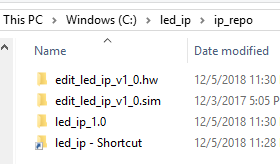 This PC > Windows (C:) > led_ip > ip_repo
Name Date modified
edit_led_ip_v1_0.hw 12/5/2018 11:30
edit_led_ip_v1_0.sim 12/3/2017 5:05 P
led_ip_1.0 12/5/2018 11:30
led_ip - Shortcut 12/5/2018 11:28